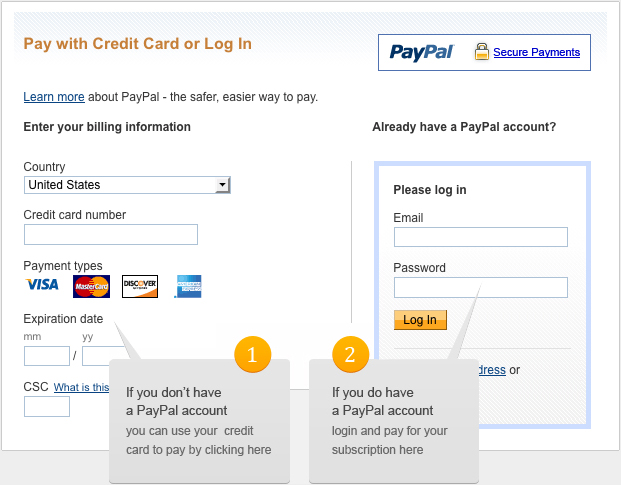 Pay with Credit Card or Log In
PayPal
Secure Payments
Learn more about PayPal - the safer, easier way to pay.
Enter your billing information
Already have a PayPal account?
Country
United States
Credit card number
Payment types
VISA
MasterCard
DISCOVER
NETWORK
AMERICAN
EXPRESS
Expiration date
mm
yy
/
CSC What is this
Please log in
Email
Password
Log In
dress or
1
If you don't have
a PayPal account
you can use your credit
card to pay by clicking here
2
If you do have
a PayPal account
login and pay for your
subscription here